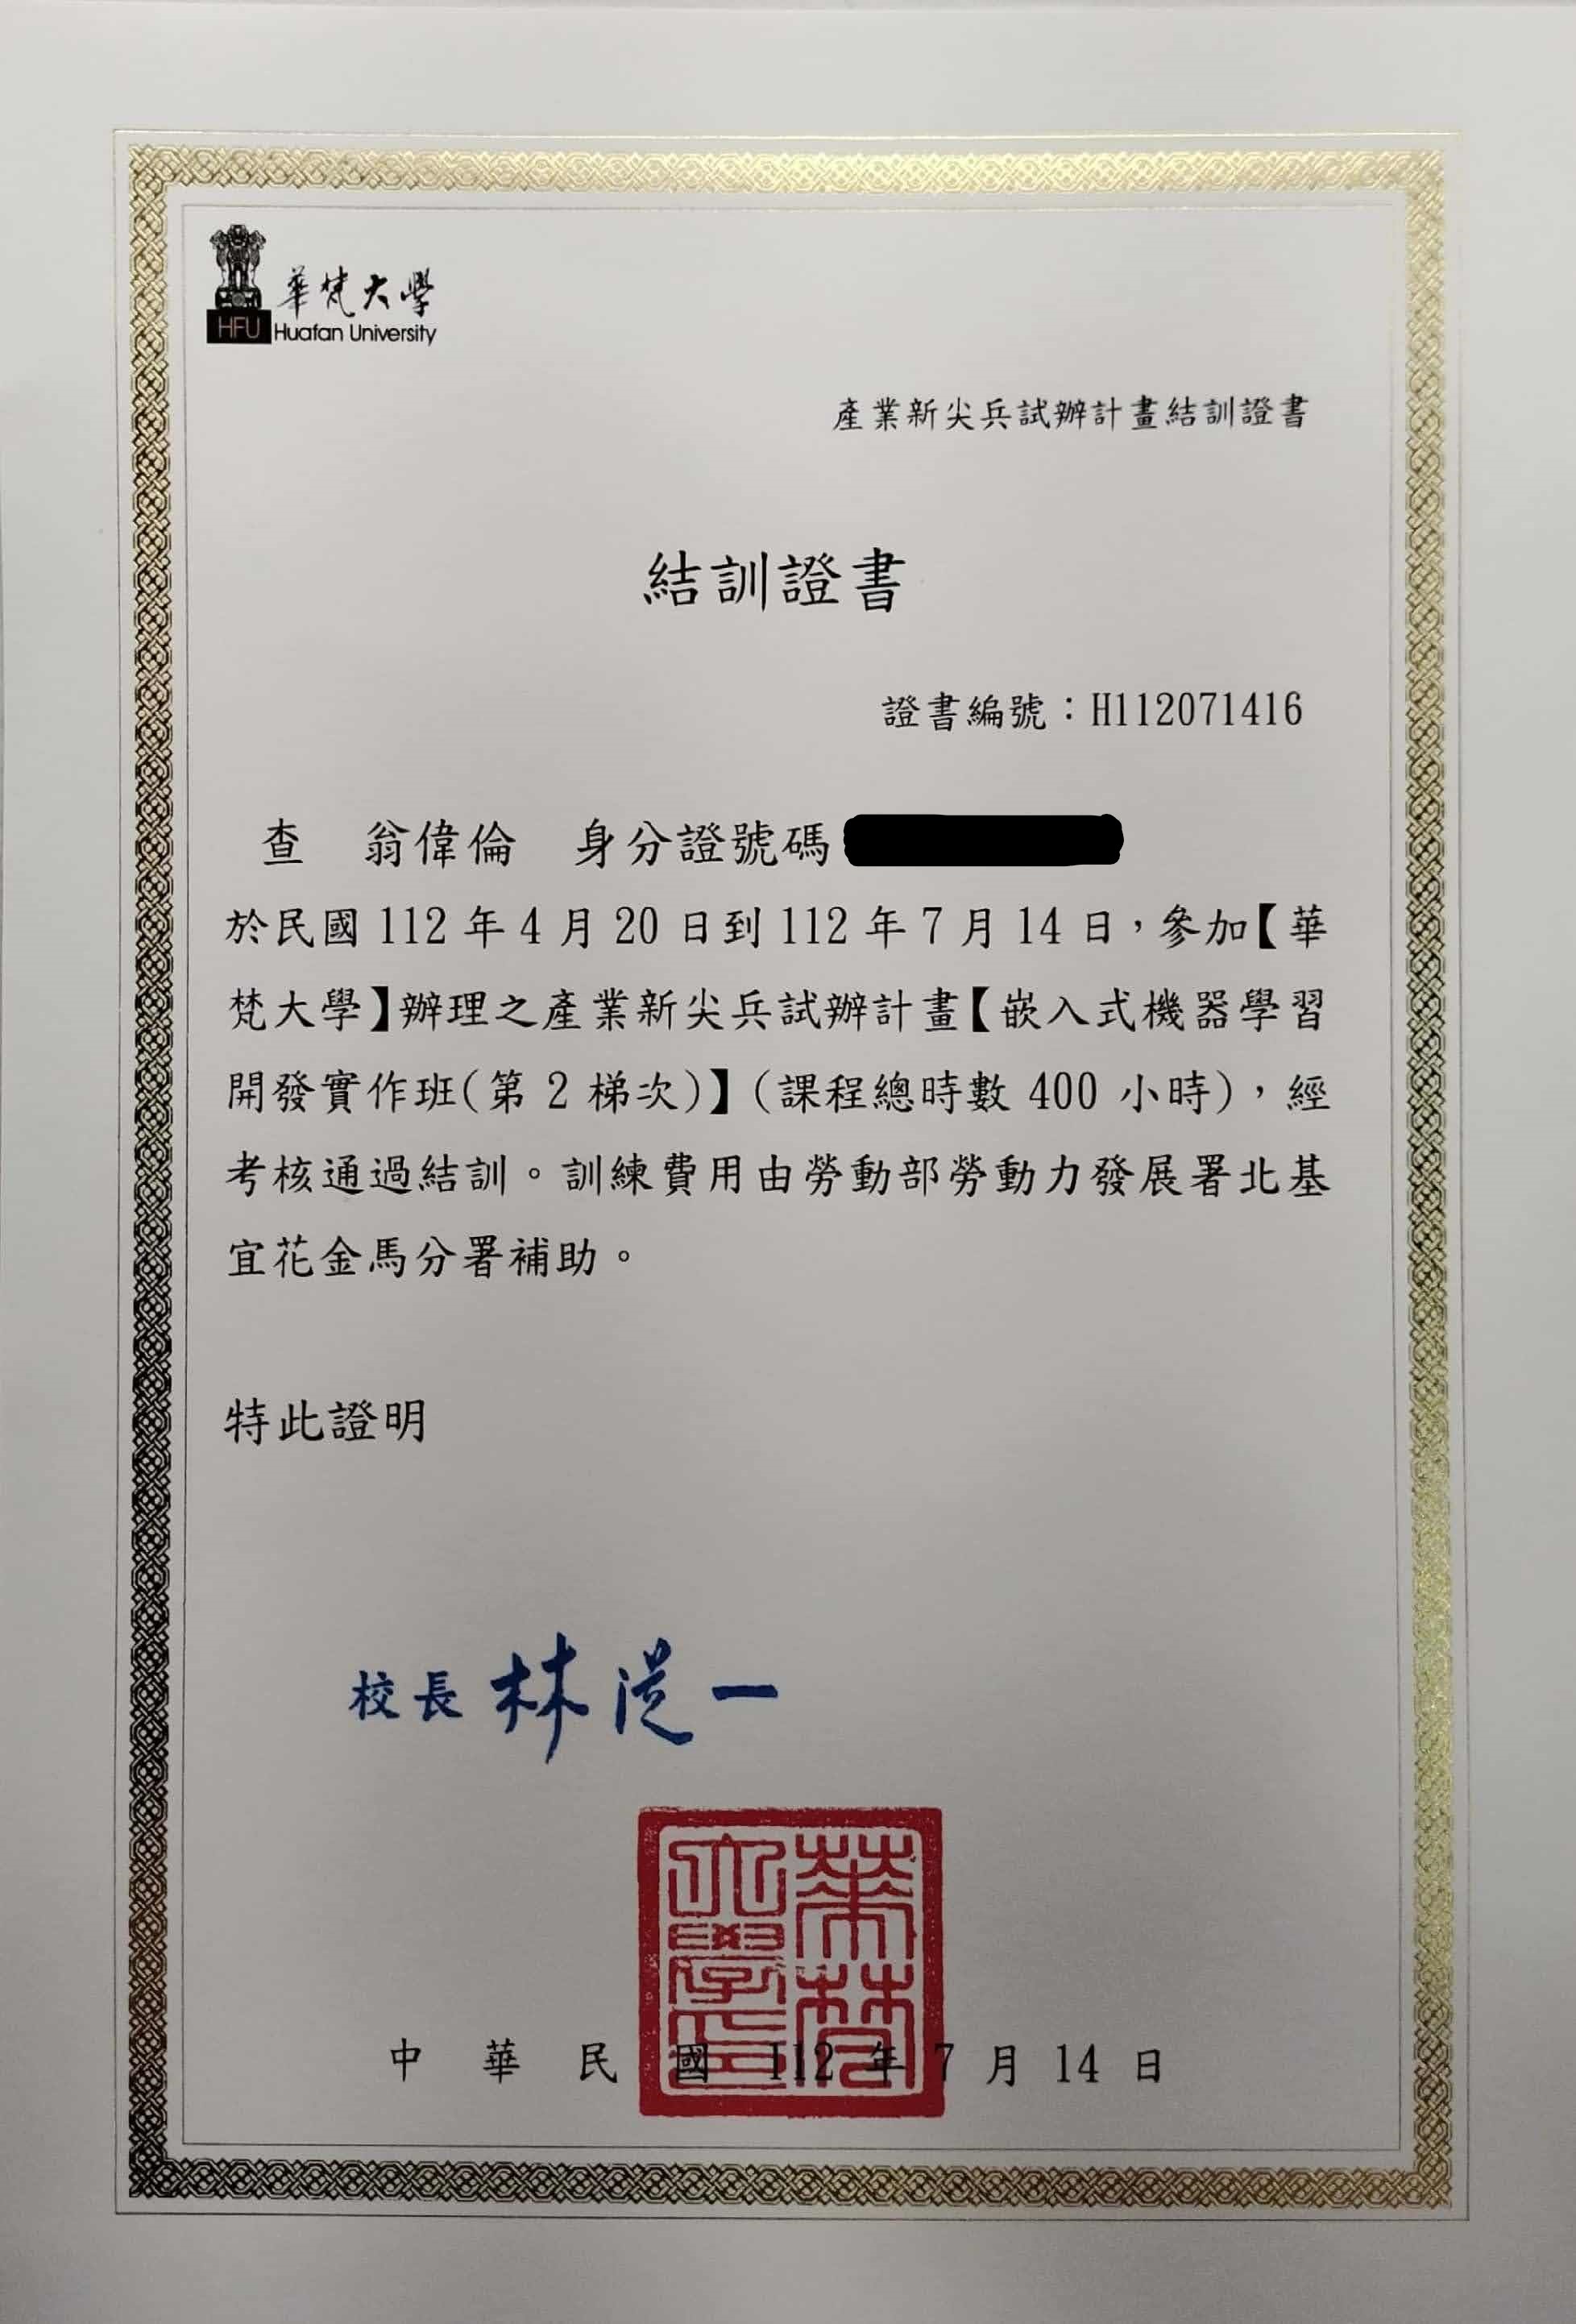 華梵大學
HFU Huafan University
產業新尖兵試辦計畫結訓證書
結訓證書
證書編號：H112071416
查 翁偉倫 身分證號碼
於民國 112 年 4 月 20 日到 112 年 7 月 14 日，參加【華
梵大學】辦理之產業新尖兵試辦計畫【嵌入式機器學習
開發實作班(第 2 梯次)】(課程總時數 400 小時)，經
考核通過結訓。訓練費用由勞動部勞動力發展署北基
宜花金馬分署補助。
特此證明
校長 林從一
華梵大學印
中 華 民 國 112 年 7 月 14 日